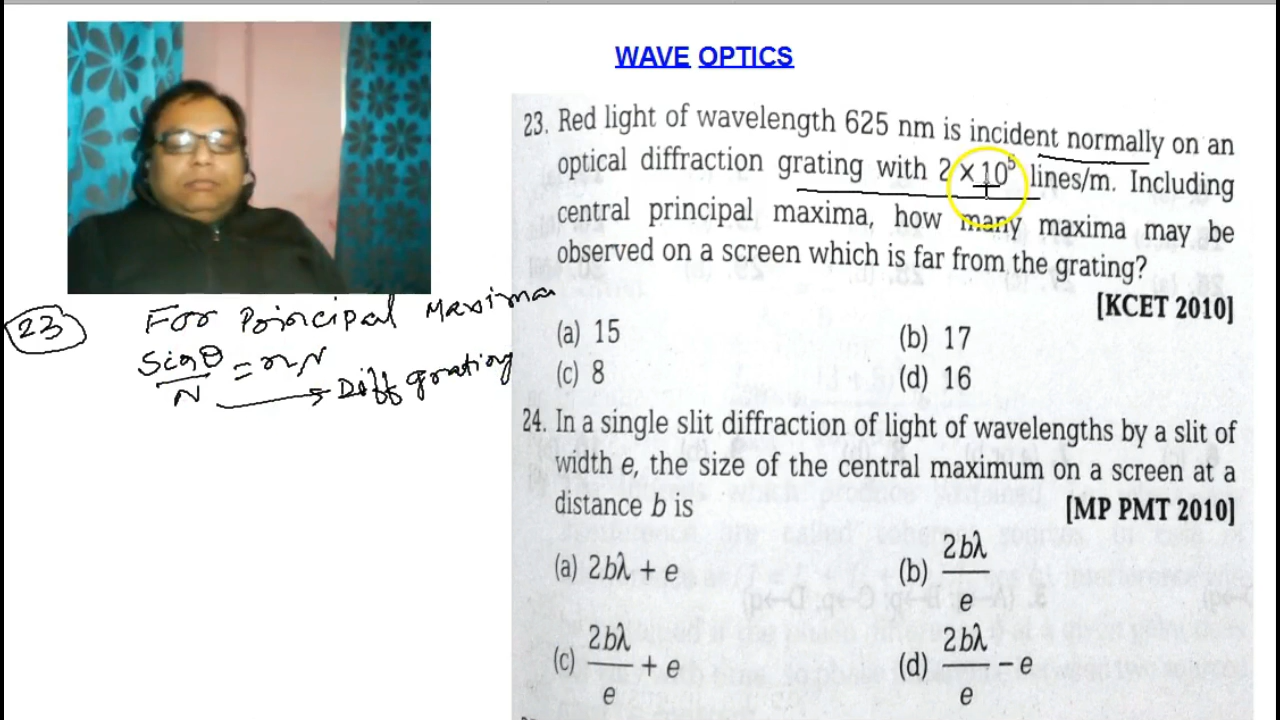 WAVE OPTICS
23. Red light of wavelength 625 nm is incident normally on an
optical diffraction grating with 2 × 10⁵ lines/m. Including
central principal maxima, how many maxima may be
observed on a screen which is far from the grating?
[KCET 2010]
(a) 15
(b) 17
(c) 8
(d) 16
24. In a single slit diffraction of light of wavelengths by a slit of
width e, the size of the central maximum on a screen at a
distance b is
[MP PMT 2010]
(a) 2bλ + e
(b) 2bλ/e
(c) 2bλ/e + e
(d) 2bλ/e − e
23 For Principal Maxima
Sinθ/N = nλ
→ Diff grating